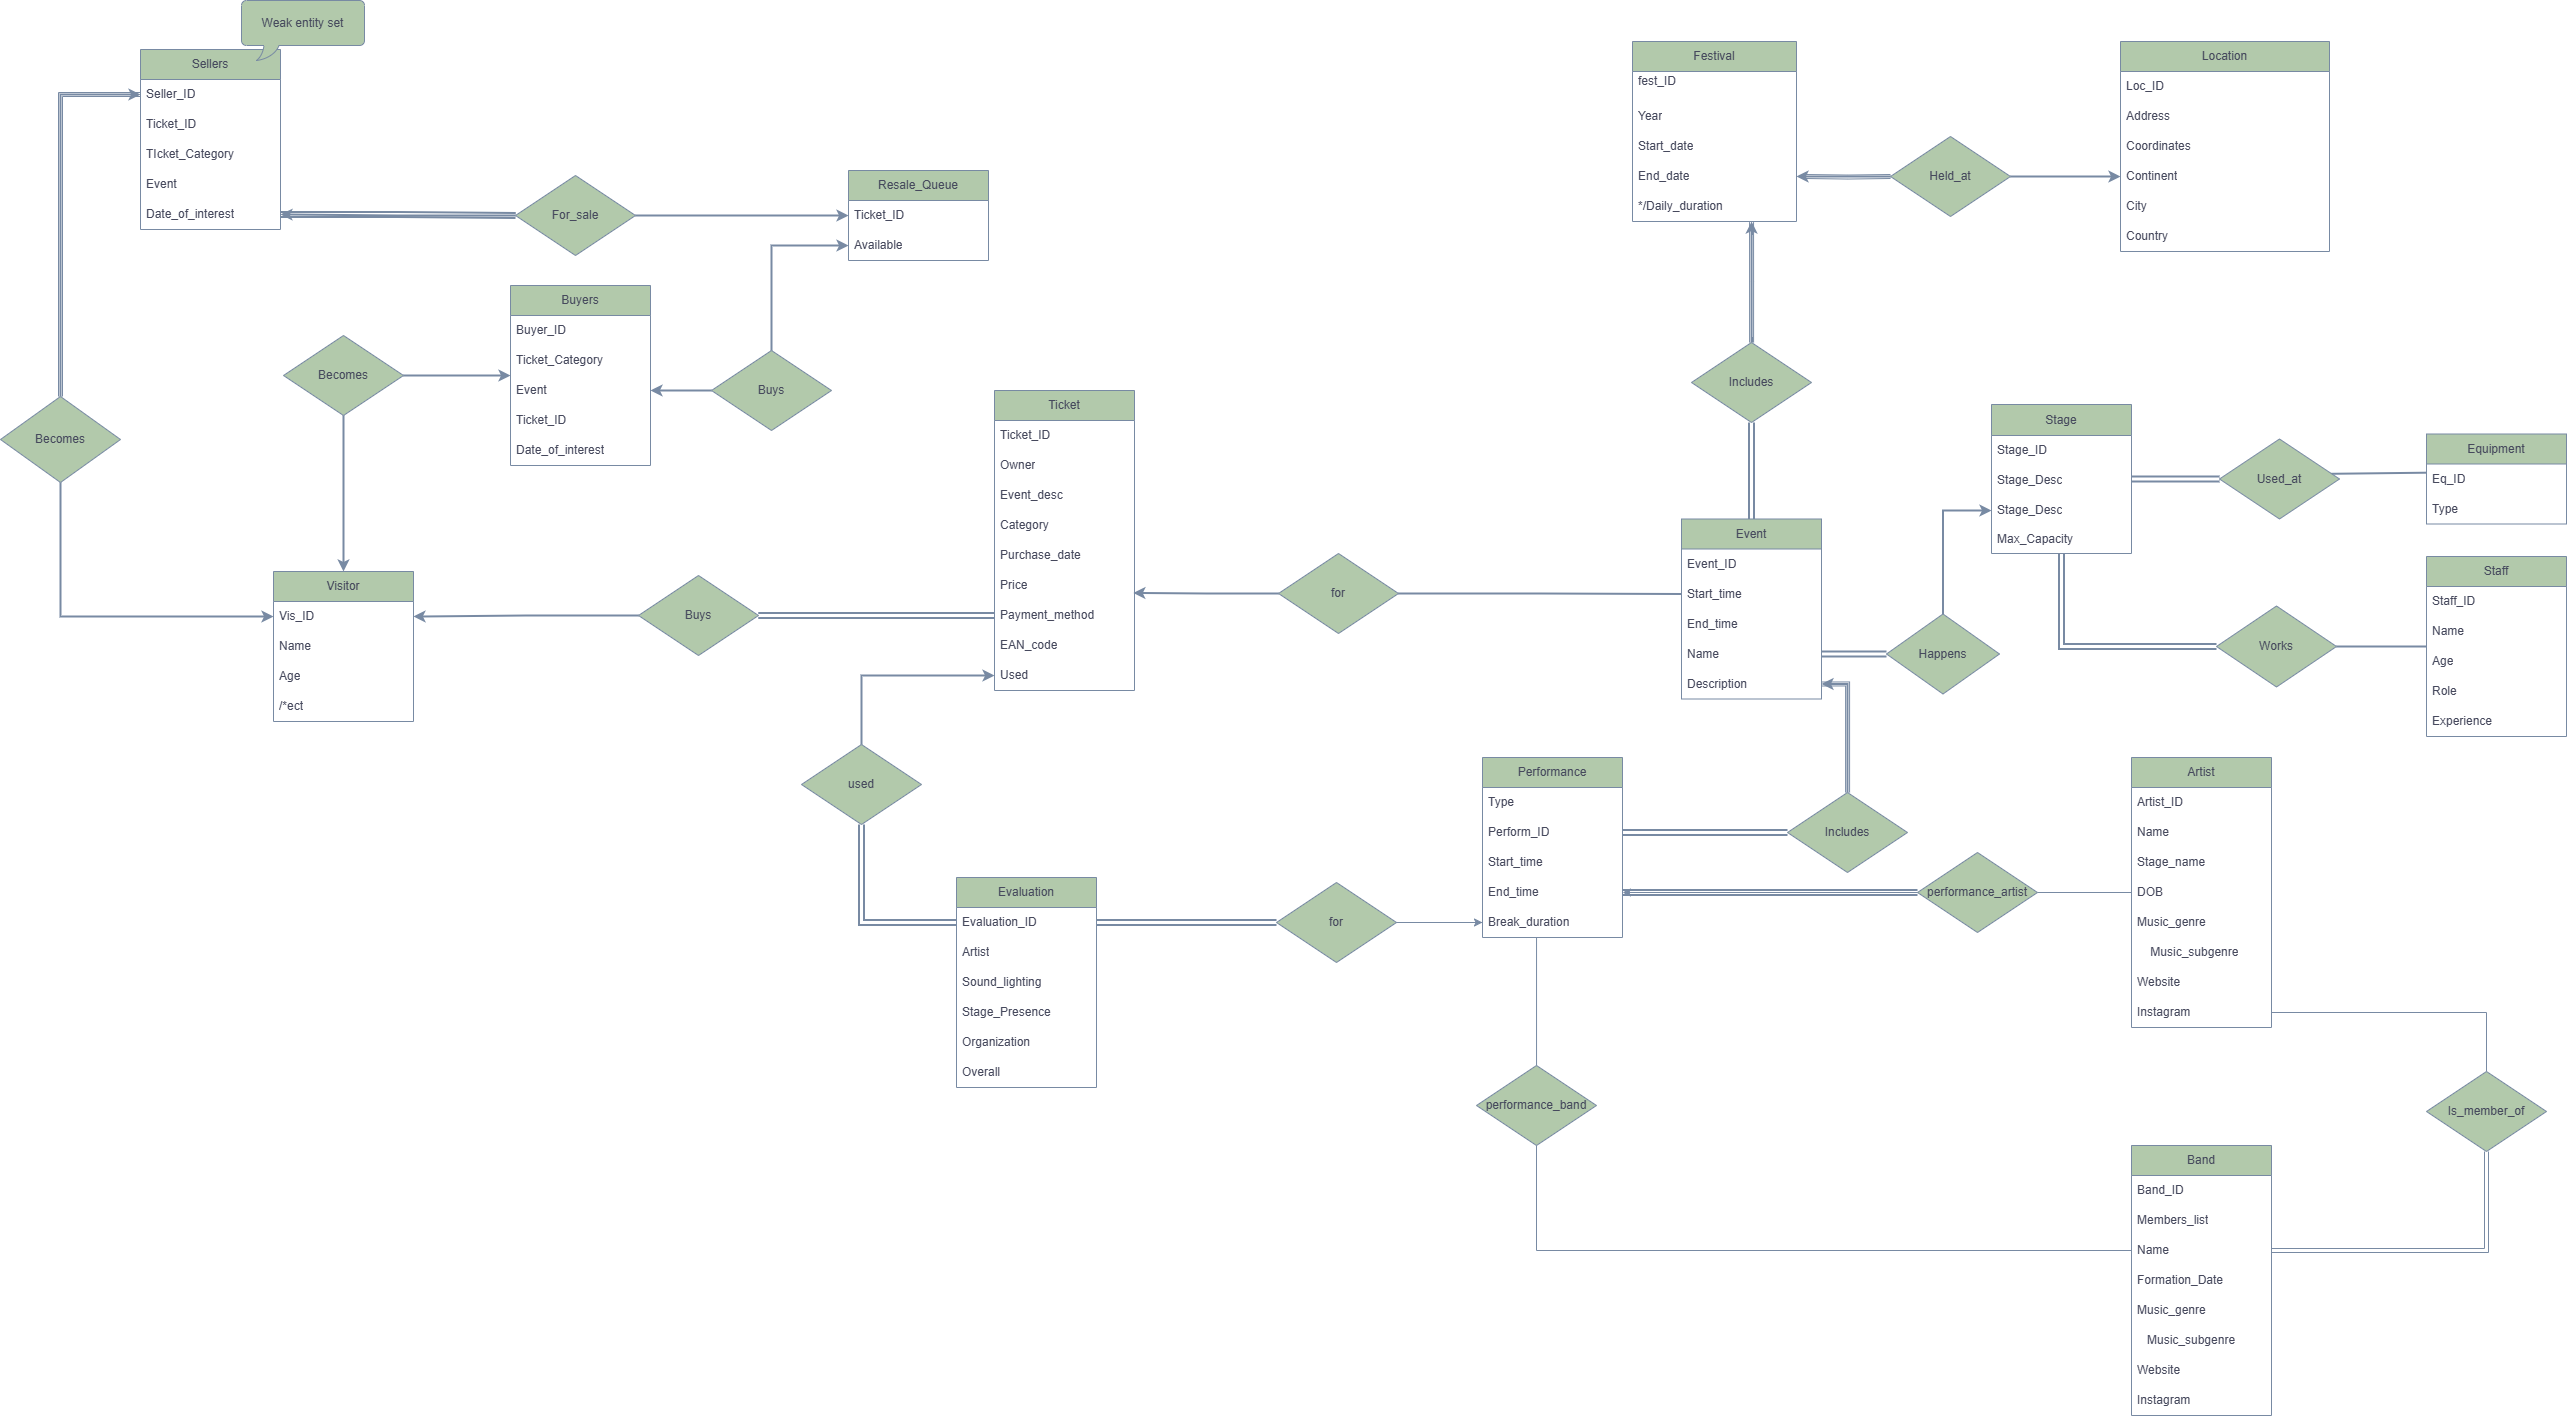 Weak entity set
Sellers
Seller_ID
Ticket_ID
TIcket_Category
Event
Date_of_interest
For_sale
Resale_Queue
Ticket_ID
Available
Buyers
Buyer_ID
Ticket_Category
Event
Ticket_ID
Date_of_interest
Becomes
Buys
Becomes
Visitor
Vis_ID
Name
Age
/*ect
Buys
Ticket
Ticket_ID
Owner
Event_desc
Category
Purchase_date
Price
Payment_method
EAN_code
Used
for
used
Evaluation
Evaluation_ID
Artist
Sound_lighting
Stage_Presence
Organization
Overall
for
Festival
fest_ID
Year
Start_date
End_date
*/Daily_duration
Held_at
Location
Loc_ID
Address
Coordinates
Continent
City
Country
Includes
Event
Event_ID
Start_time
End_time
Name
Description
Happens
Stage
Stage_ID
Stage_Desc
Stage_Desc
Max_Capacity
Used_at
Equipment
Eq_ID
Type
Works
Staff
Staff_ID
Name
Age
Role
Experience
Performance
Type
Perform_ID
Start_time
End_time
Break_duration
Includes
performance_artist
Artist
Artist_ID
Name
Stage_name
DOB
Music_genre
Music_subgenre
Website
Instagram
performance_band
Is_member_of
Band
Band_ID
Members_list
Name
Formation_Date
Music_genre
Music_subgenre
Website
Instagram